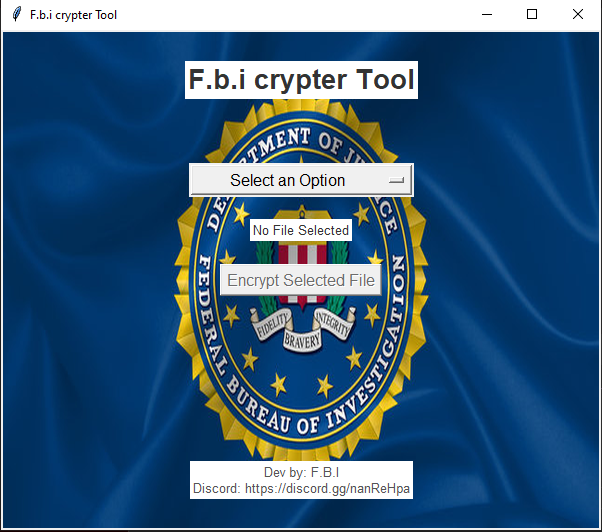 F.b.i crypter Tool
F.b.i crypter Tool
DEPARTMENT OF JUSTICE
Select an Option
No File Selected
Encrypt Selected File
FIDELITY
BRAVERY
INTEGRITY
FEDERAL BUREAU OF INVESTIGATION
Dev by: F.B.I
Discord: https://discord.gg/nanReHpa